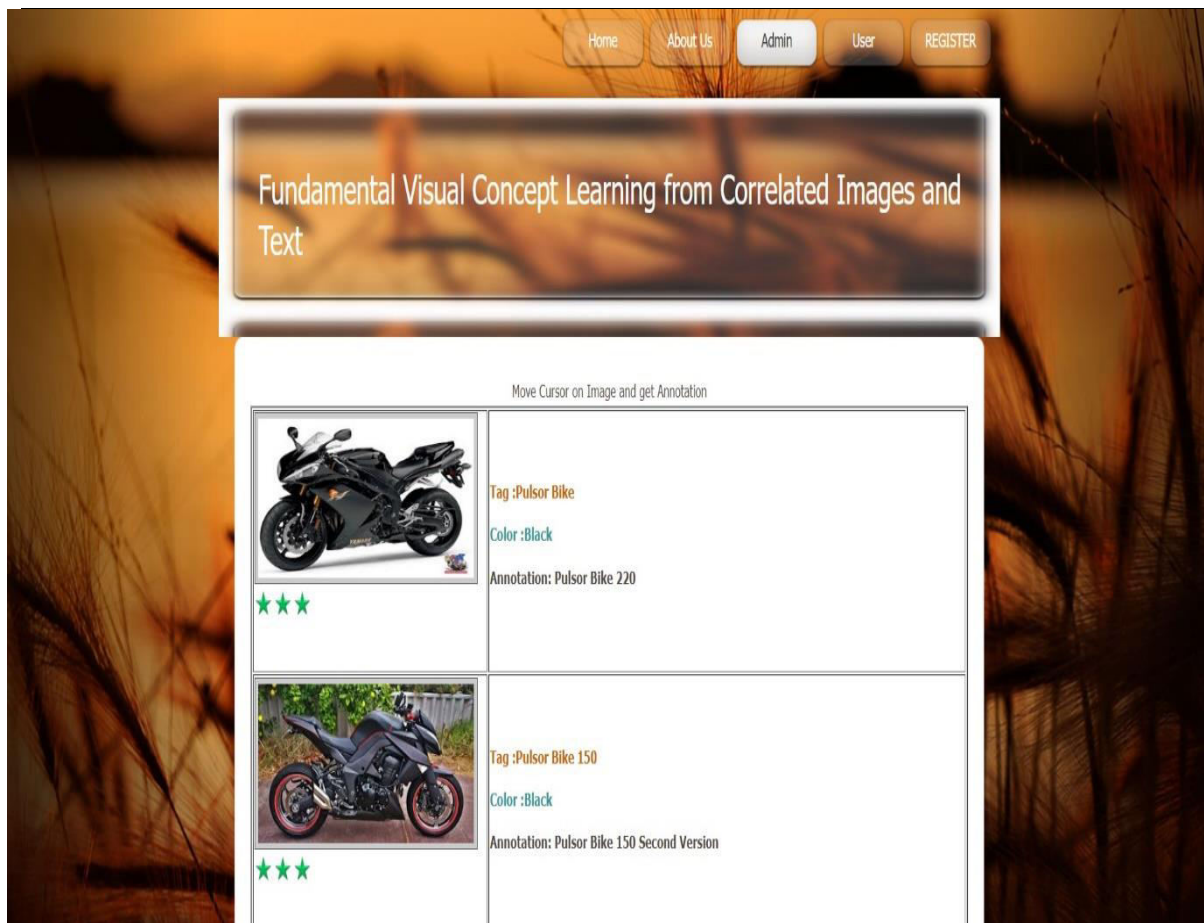 Home About Us Admin User REGISTER
Fundamental Visual Concept Learning from Correlated Images and
Text
Move Cursor on Image and get Annotation
Tag :Pulsor Bike
Color :Black
Annotation: Pulsor Bike 220
Tag :Pulsor Bike 150
Color :Black
Annotation: Pulsor Bike 150 Second Version